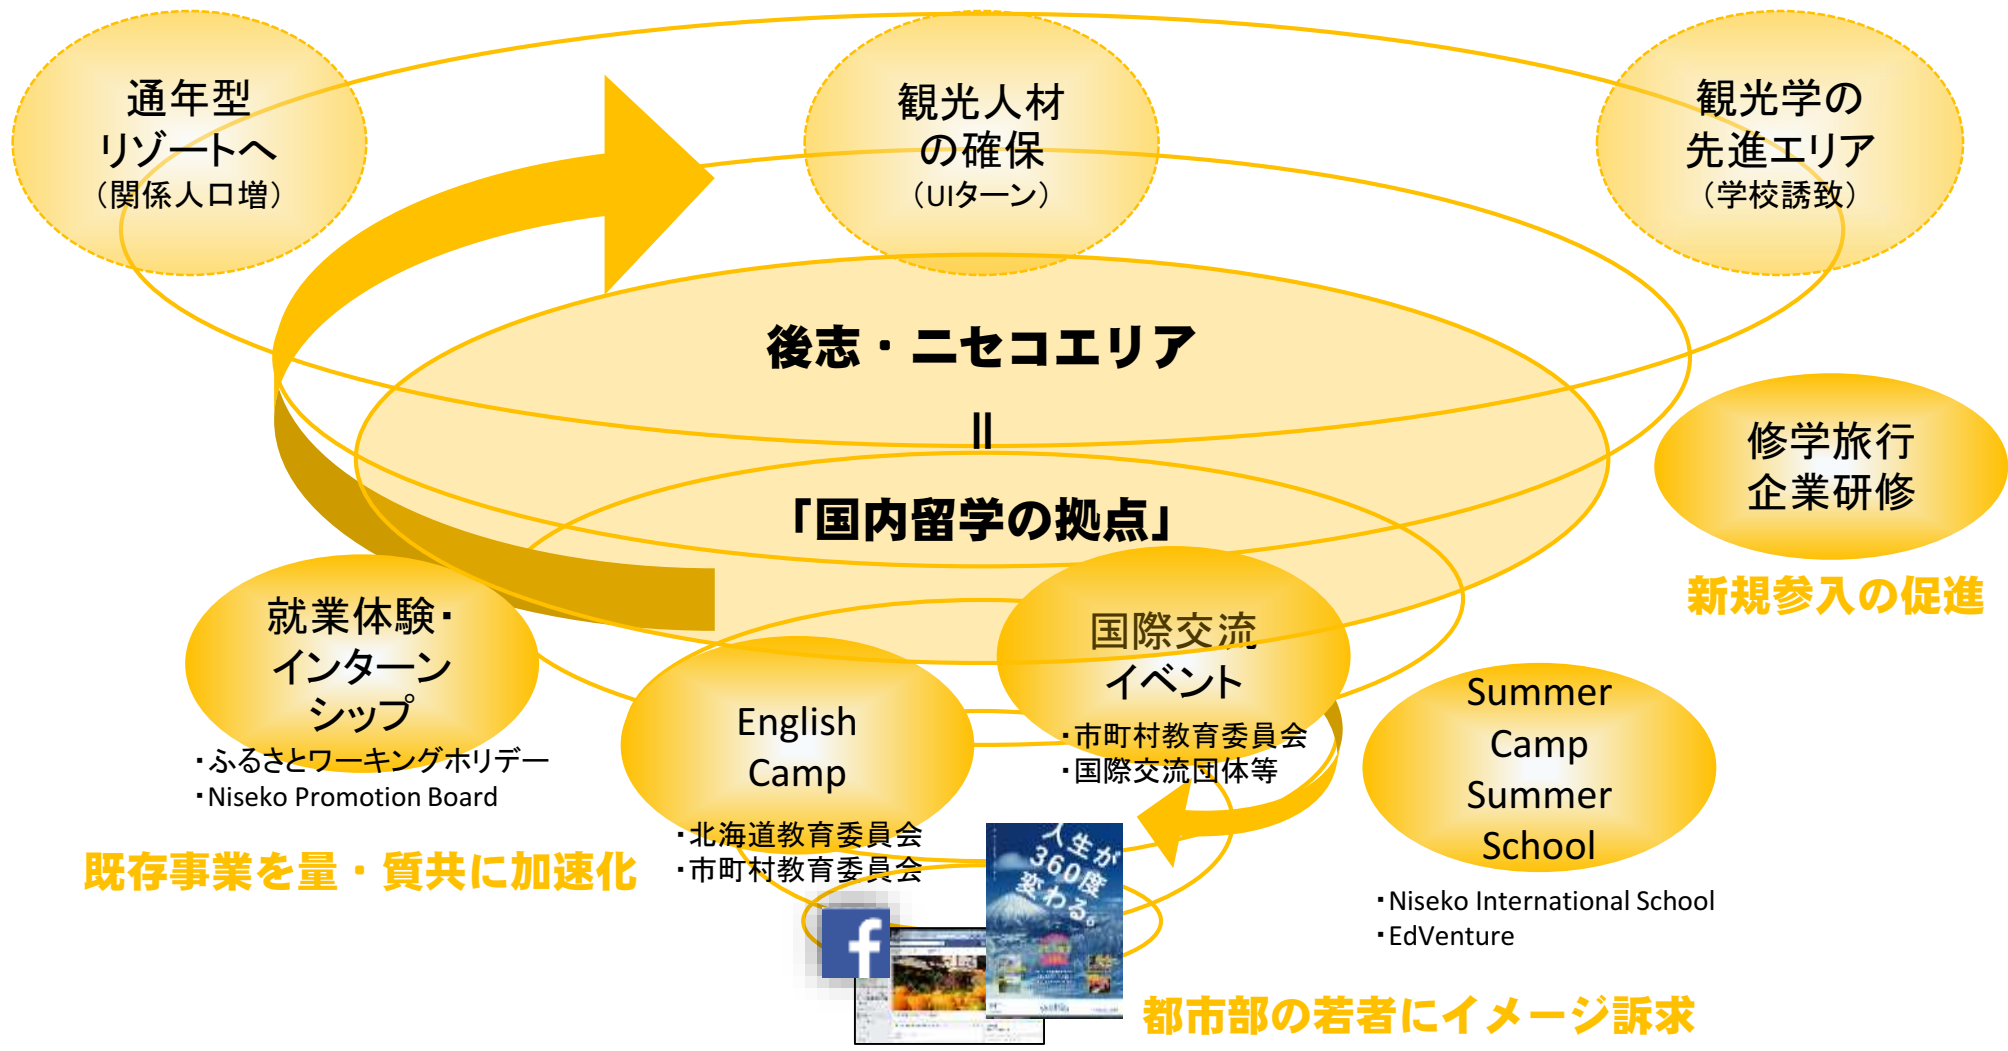 通年型
リゾートへ
（関係人口増）
観光人材
の確保
（UIターン）
観光学の
先進エリア
（学校誘致）
後志・ニセコエリア
＝
「国内留学の拠点」
修学旅行
企業研修
新規参入の促進
就業体験・
インターン
シップ
・ふるさとワーキングホリデー
・Niseko Promotion Board
既存事業を量・質共に加速化
English
Camp
・北海道教育委員会
・市町村教育委員会
国際交流
イベント
・市町村教育委員会
・国際交流団体等
Summer
Camp
Summer
School
・Niseko International School
・EdVenture
人生が
360度
変わる。
f
都市部の若者にイメージ訴求